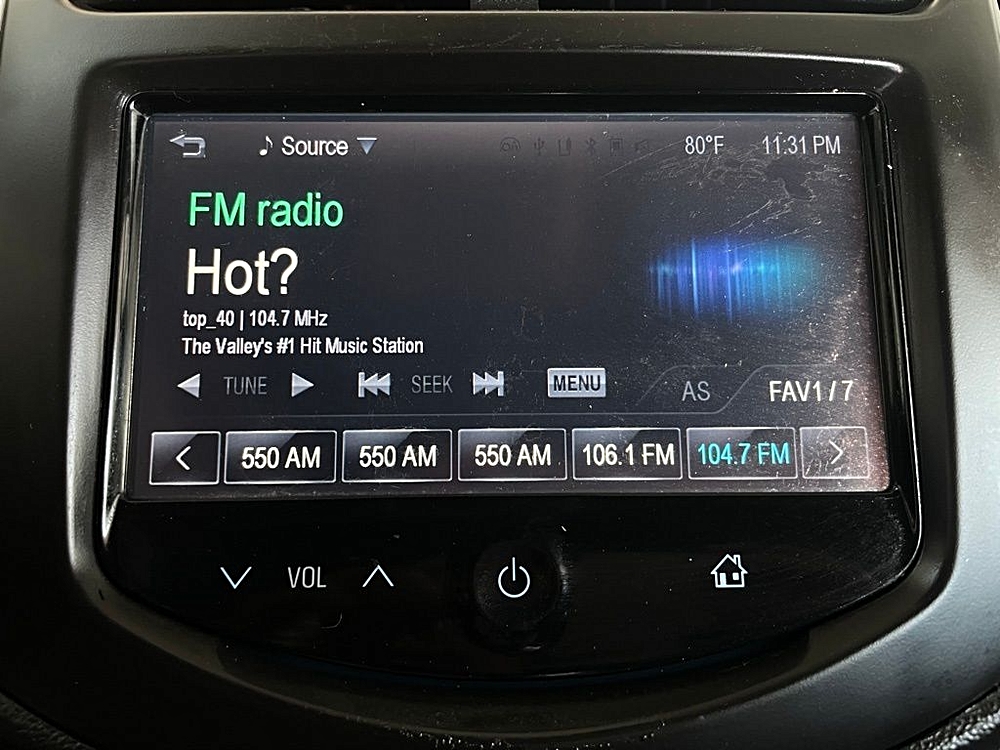 Source 80°F 11:31 PM
FM radio
Hot?
top_40 | 104.7 MHz
The Valley's #1 Hit Music Station
TUNE SEEK MENU AS FAV1 / 7
550 AM 550 AM 550 AM 106.1 FM 104.7 FM
VOL